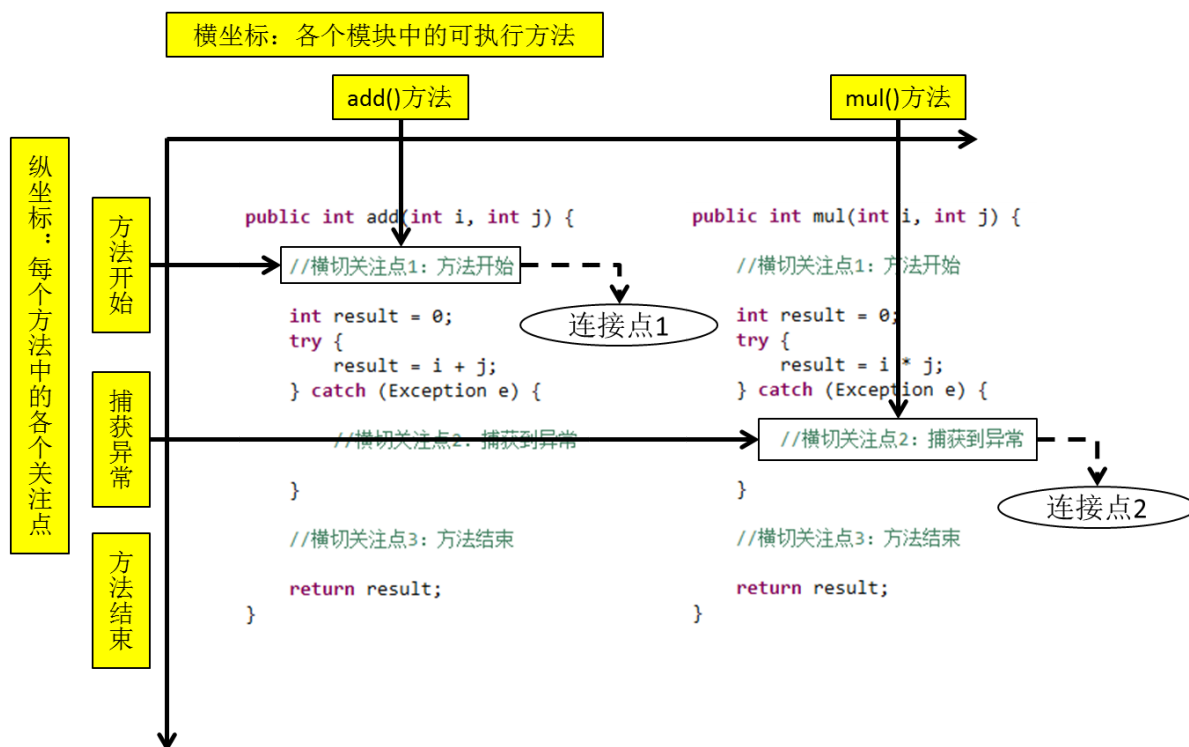 横坐标：各个模块中的可执行方法
add()方法
mul()方法
纵坐标：每个方法中的各个关注点
方法开始
捕获异常
方法结束
public int add(int i, int j) {
//横切关注点1：方法开始
连接点1
int result = 0;
try {
result = i + j;
} catch (Exception e) {
//横切关注点2：捕获到异常
}
//横切关注点3：方法结束
return result;
}
public int mul(int i, int j) {
//横切关注点1：方法开始
int result = 0;
try {
result = i * j;
} catch (Exception e) {
//横切关注点2：捕获到异常
连接点2
}
//横切关注点3：方法结束
return result;
}